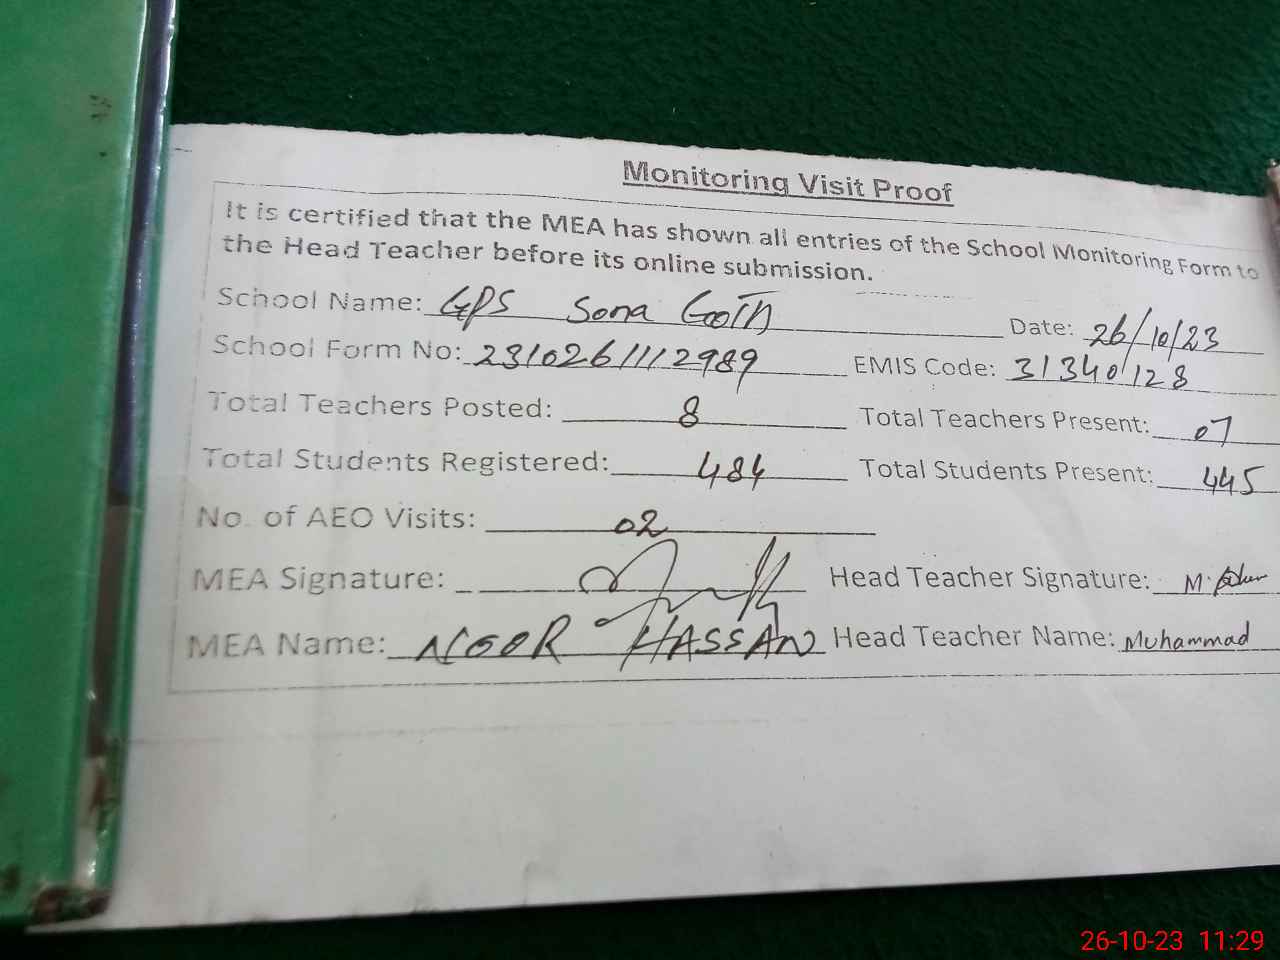 Monitoring Visit Proof
It is certified that the MEA has shown all entries of the School Monitoring Form to
the Head Teacher before its online submission.
School Name: GPS Sona Goth Date: 26/10/23
School Form No: 2310261112989 EMIS Code: 31340128
Total Teachers Posted: 8 Total Teachers Present: 07
Total Students Registered: 484 Total Students Present: 445
No. of AEO Visits: 02
MEA Signature: Head Teacher Signature: M.
MEA Name: NOOR HASSAN Head Teacher Name: Muhammad
26-10-23 11:29